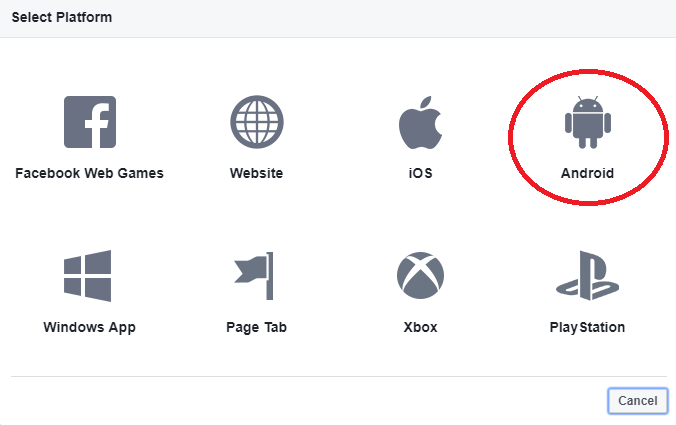 Select Platform
Facebook Web Games
Website
iOS
Android
Windows App
Page Tab
Xbox
PlayStation
Cancel